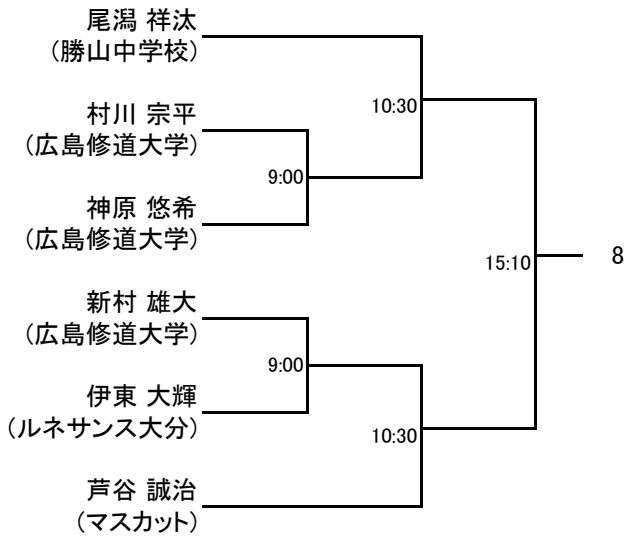 尾潟 祥汰
（勝山中学校）
10:30
村川 宗平
（広島修道大学）
9:00
神原 悠希
（広島修道大学）
15:10
8
新村 雄大
（広島修道大学）
9:00
伊東 大輝
（ルネサンス大分）
10:30
芦谷 誠治
（マスカット）